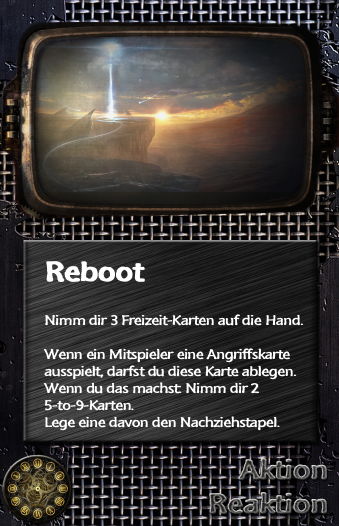 Reboot
Nimm dir 3 Freizeit-Karten auf die Hand.
Wenn ein Mitspieler eine Angriffskarte
ausspielt, darfst du diese Karte ablegen.
Wenn du das machst: Nimm dir 2
5-to-9-Karten.
Lege eine davon den Nachziehstapel.
Aktion
Reaktion